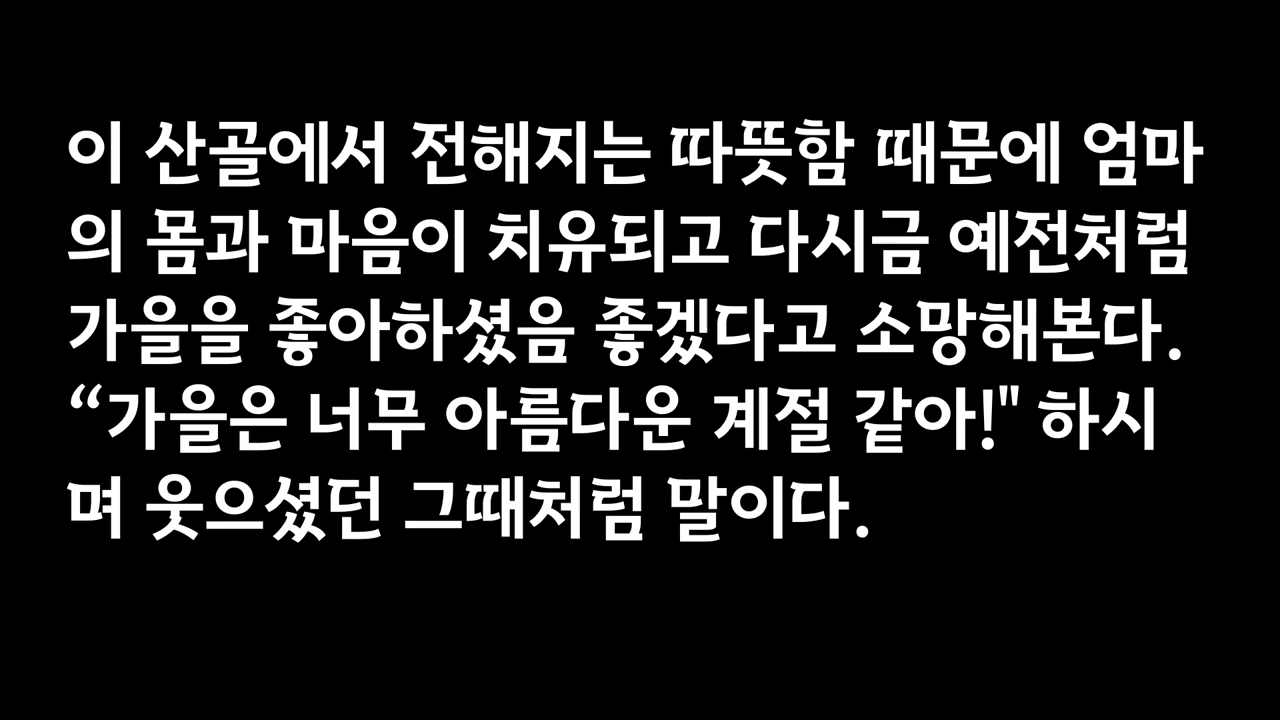 이 산골에서 전해지는 따뜻함 때문에 엄마
의 몸과 마음이 치유되고 다시금 예전처럼
가을을 좋아하셨음 좋겠다고 소망해본다.
“가을은 너무 아름다운 계절 같아!" 하시
며 웃으셨던 그때처럼 말이다.